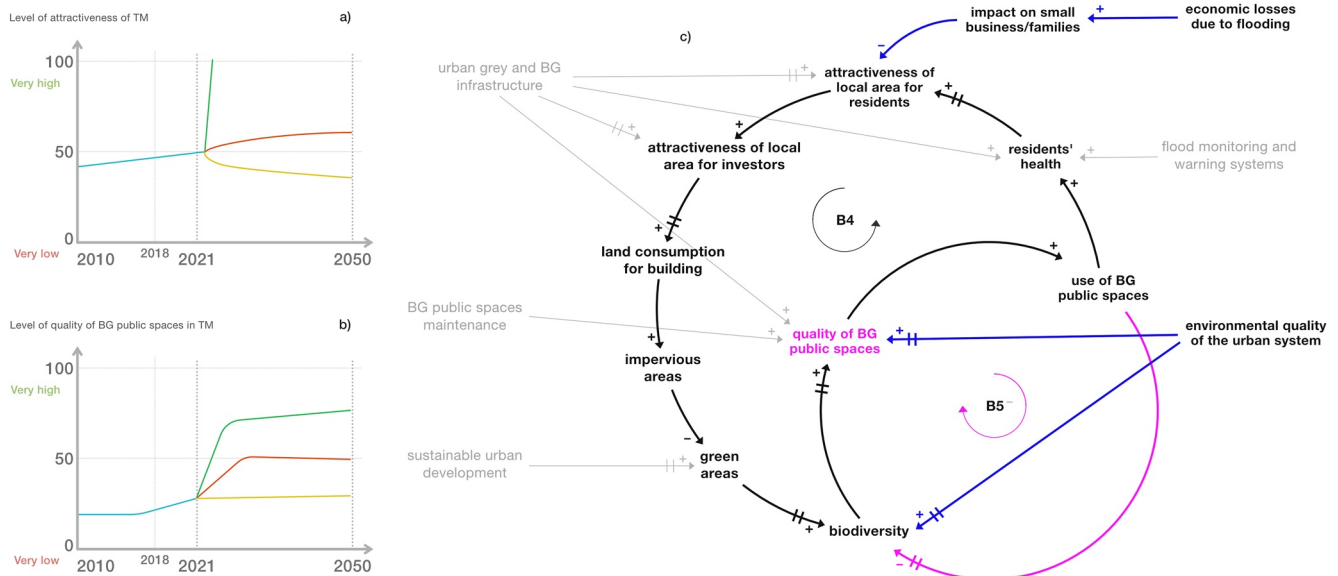 Level of attractiveness of TM
a)
100
Very high
50
0
Very low
2010
2018
2021
2050
Level of quality of BG public spaces in TM
b)
100
Very high
50
0
Very low
2010
2018
2021
2050
c)
impact on small
business/families
+
economic losses
due to flooding
–
urban grey and BG
infrastructure
+
attractiveness of
local area for
residents
+
+
+
attractiveness of local
area for investors
+
residents'
health
+
flood monitoring and
warning systems
+
B4
+
land consumption
for building
+
use of BG
public spaces
BG public spaces
maintenance
+
+
quality of BG
public spaces
+
environmental quality
of the urban system
+
impervious
areas
+
B5–
–
sustainable urban
development
+
green
areas
+
biodiversity
+
–